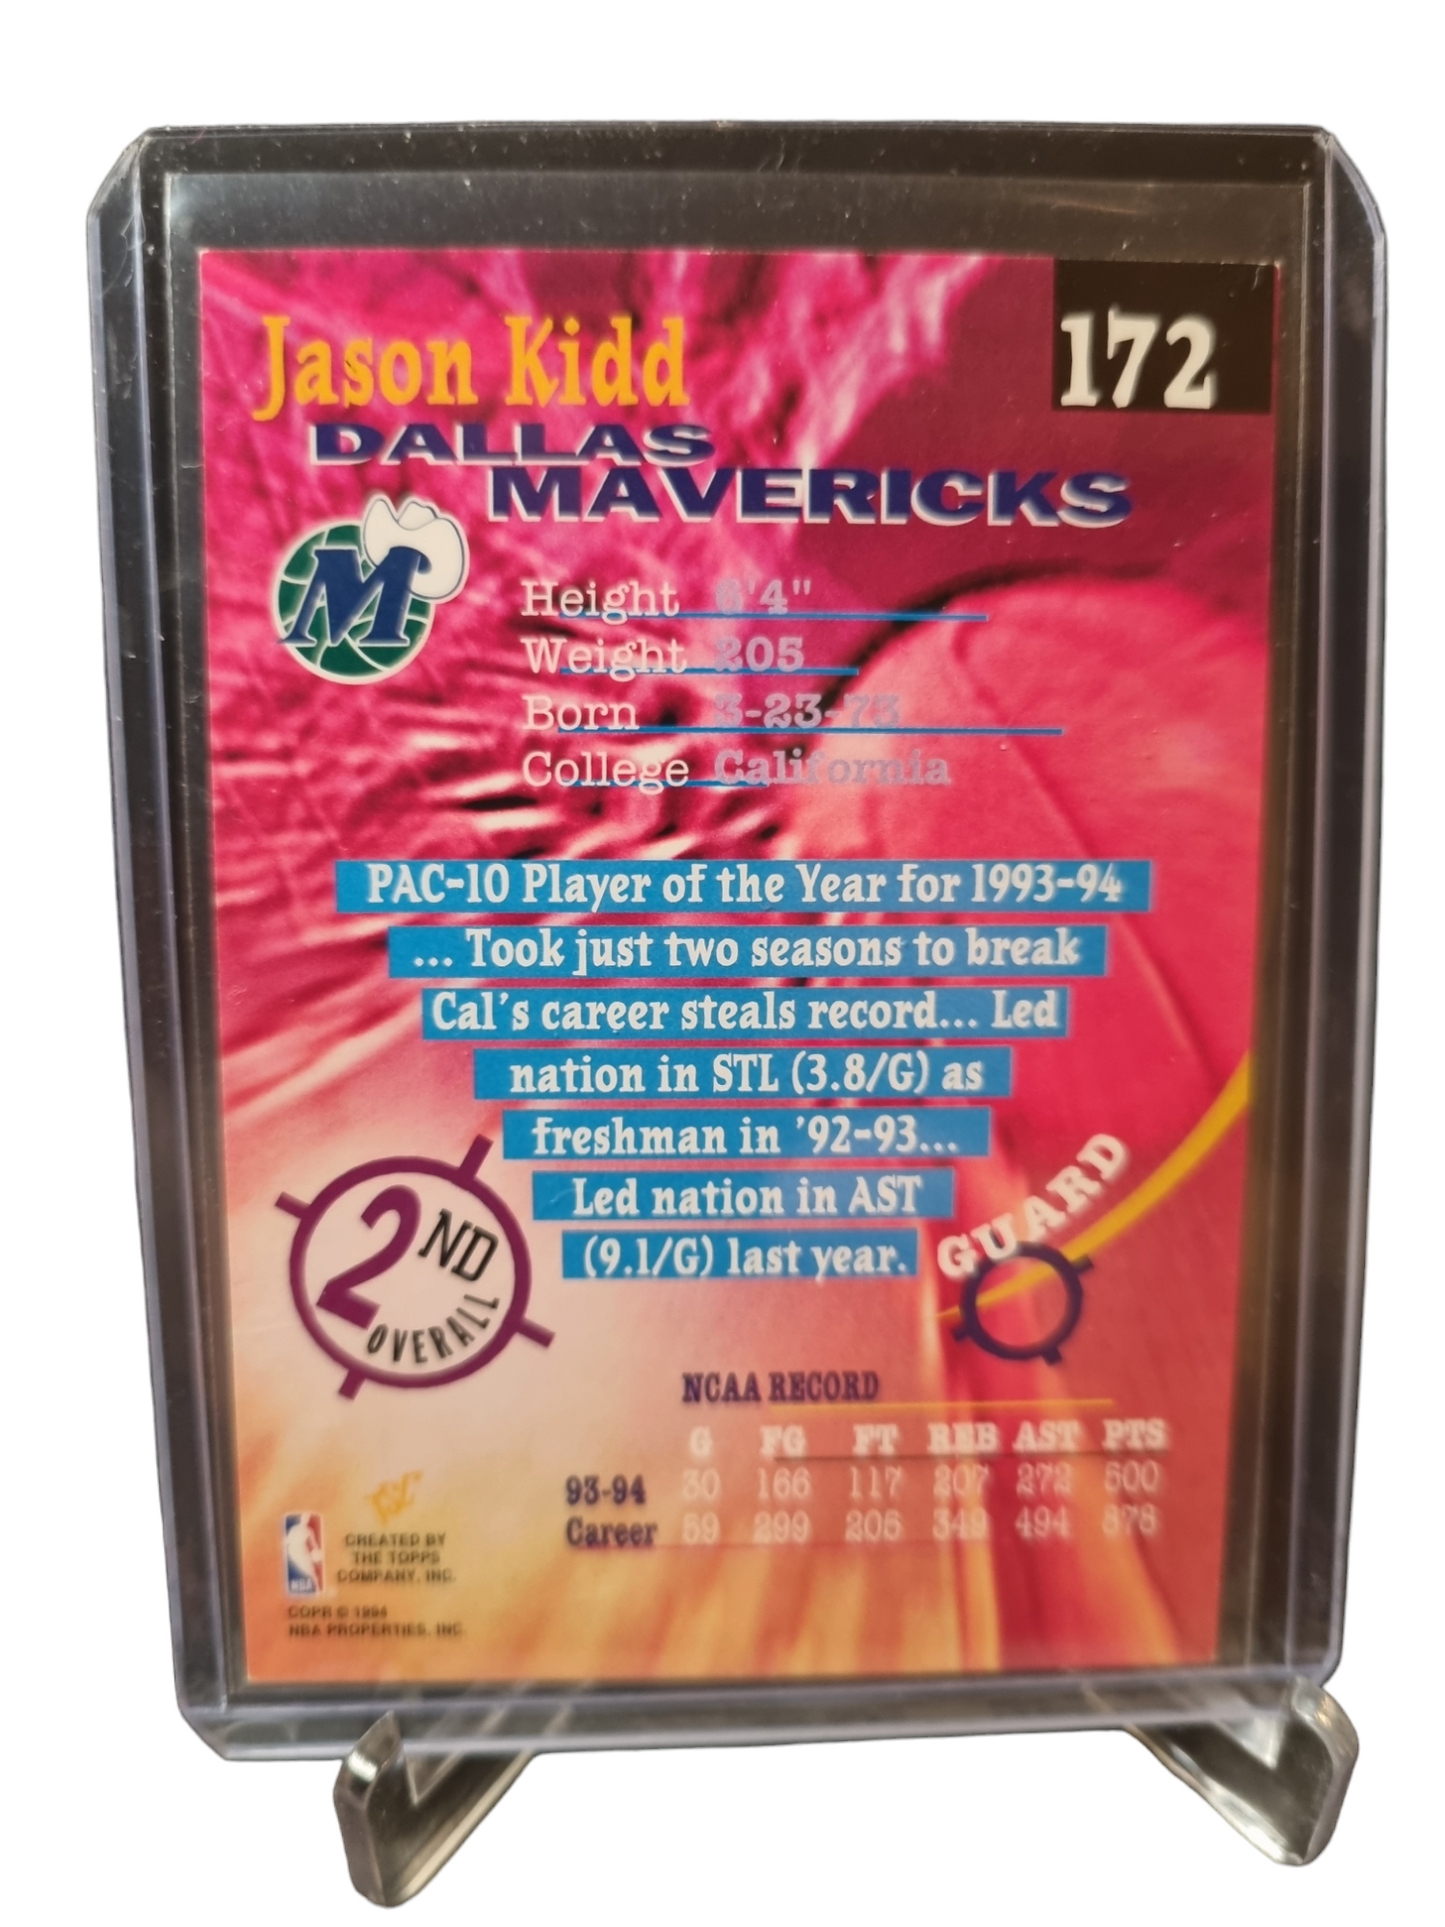 Jason Kidd
172
DALLAS
MAVERICKS
M
Height 6'4"
Weight 205
Born 3-23-73
College California
PAC-10 Player of the Year for 1993-94
... Took just two seasons to break
Cal's career steals record... Led
nation in STL (3.8/G) as
freshman in '92-93...
Led nation in AST
(9.1/G) last year.
2ND
OVERALL
GUARD
NCAA RECORD
G FG FT REB AST PTS
93-94 30 166 117 207 272 500
Career 59 299 205 349 494 878
TSC
CREATED BY
THE TOPPS
COMPANY, INC.
NBA
COPR © 1994
NBA PROPERTIES, INC.